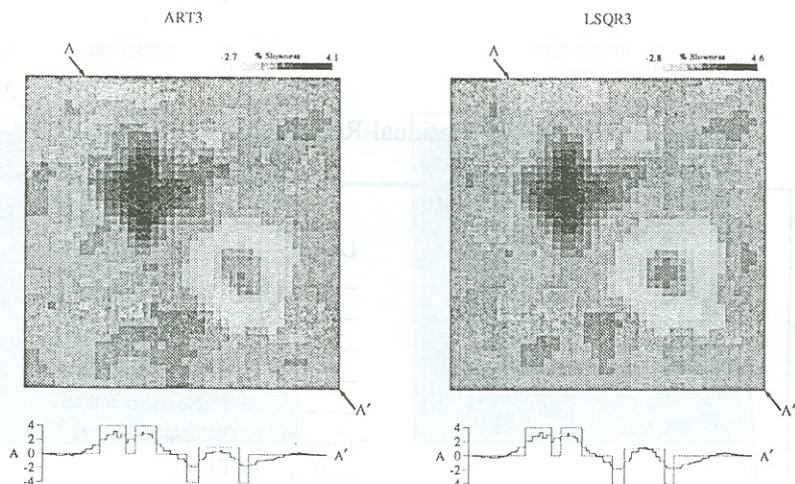 ART3
LSQR3
A
-2.7 % Slowness 4.1
A
-2.8 % Slowness 4.6
A′
A′
4
2
0
-2
-4
A
A′
4
2
0
-2
-4
A
A′